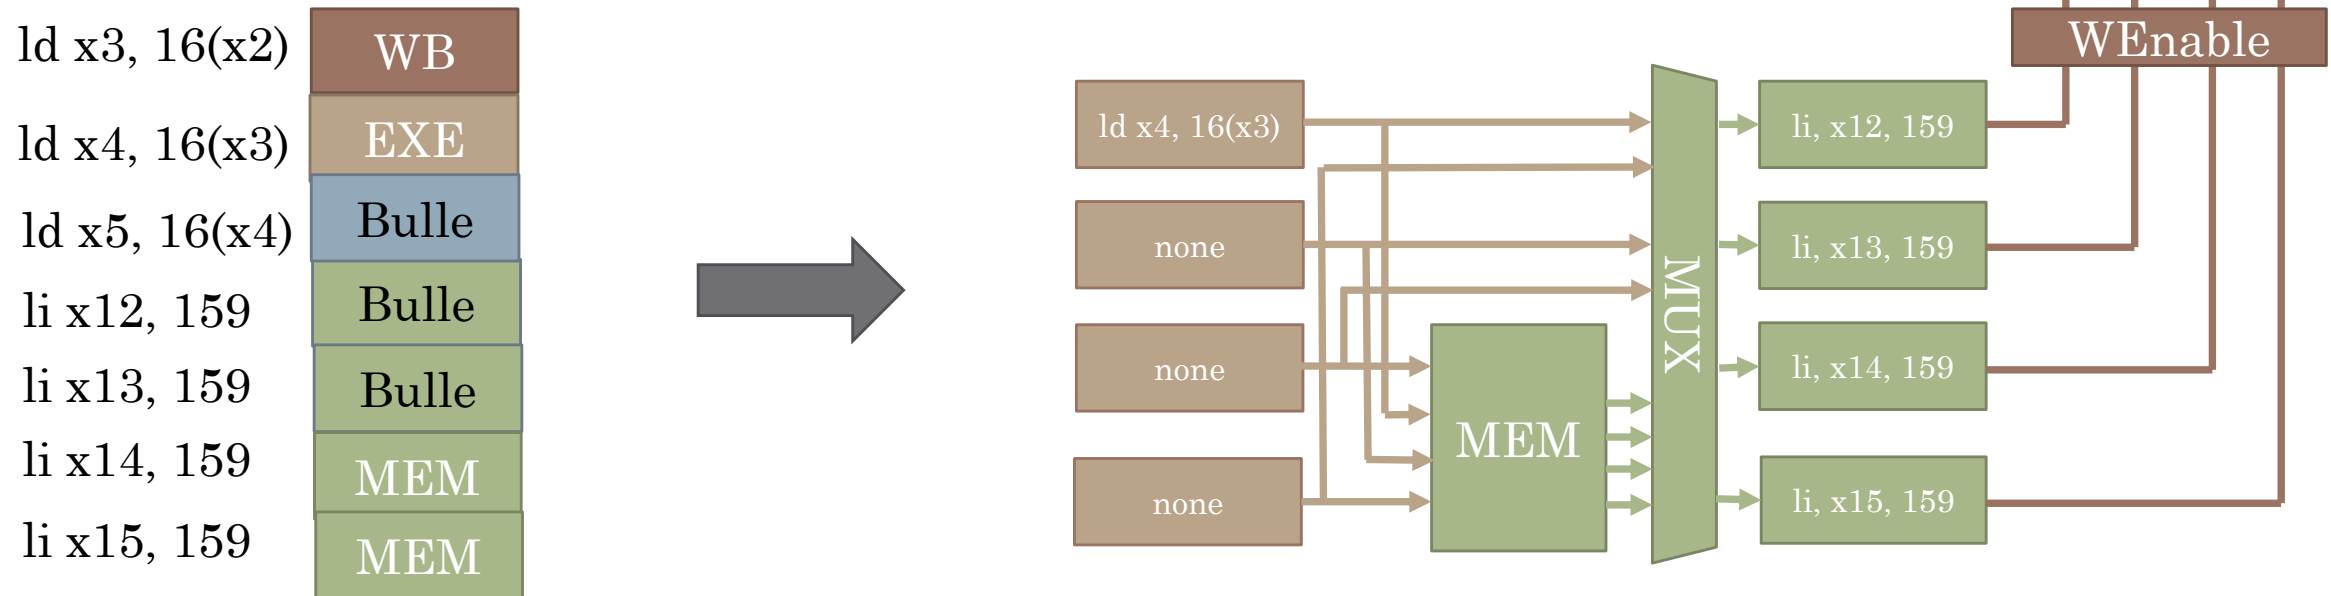 ld x3, 16(x2) WB
ld x4, 16(x3) EXE
ld x5, 16(x4) Bulle
li x12, 159 Bulle
li x13, 159 Bulle
li x14, 159 MEM
li x15, 159 MEM
WEnable
ld x4, 16(x3)
none
none
none
MEM
MUX
li, x12, 159
li, x13, 159
li, x14, 159
li, x15, 159